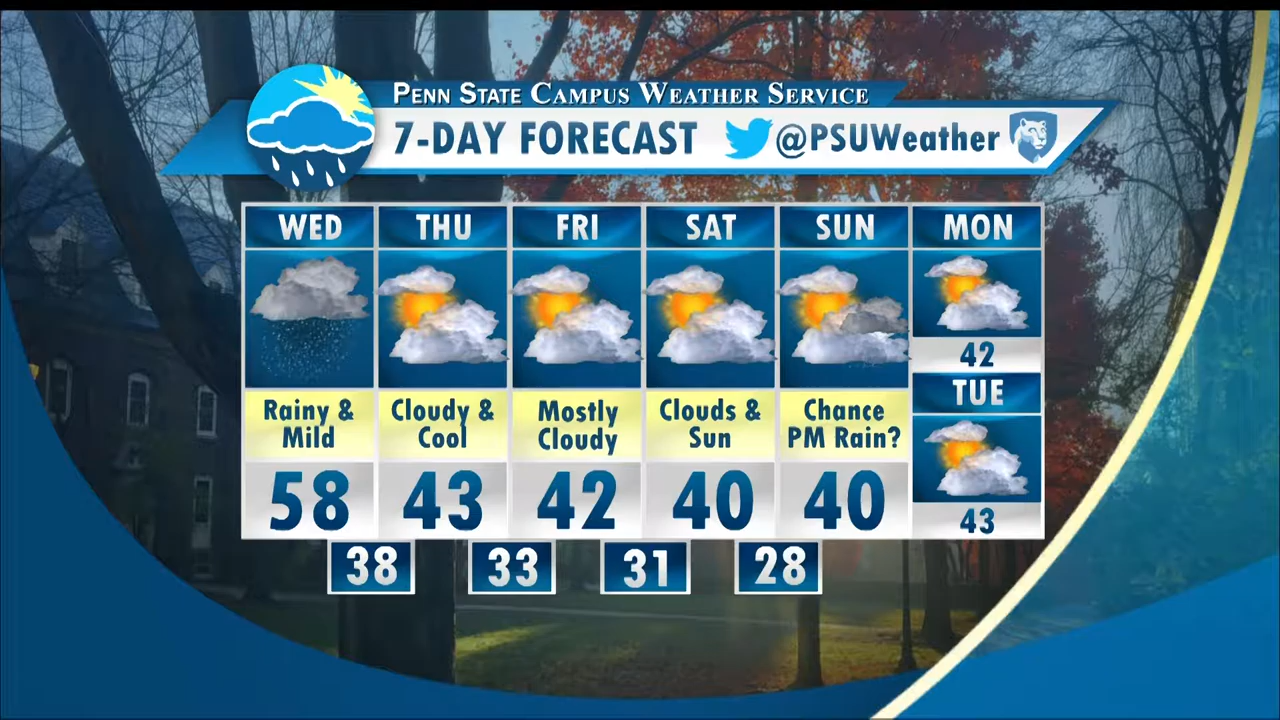 PENN STATE CAMPUS WEATHER SERVICE
7-DAY FORECAST @PSUWeather
WED THU FRI SAT SUN MON
42
TUE
Rainy & Mild
Cloudy & Cool
Mostly Cloudy
Clouds & Sun
Chance PM Rain?
58 43 42 40 40 43
38 33 31 28